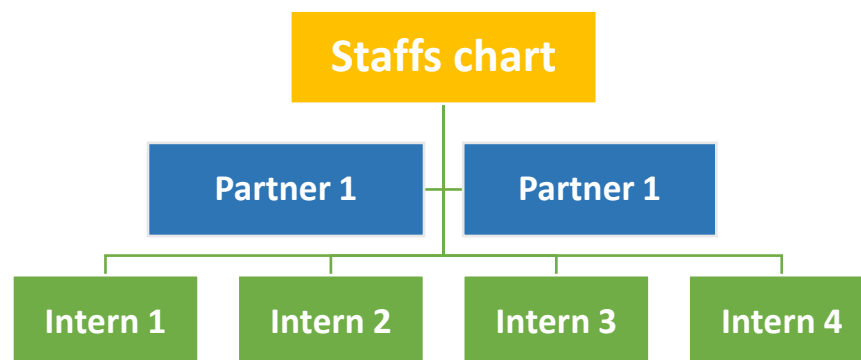 Staffs chart
Partner 1
Partner 1
Intern 1
Intern 2
Intern 3
Intern 4